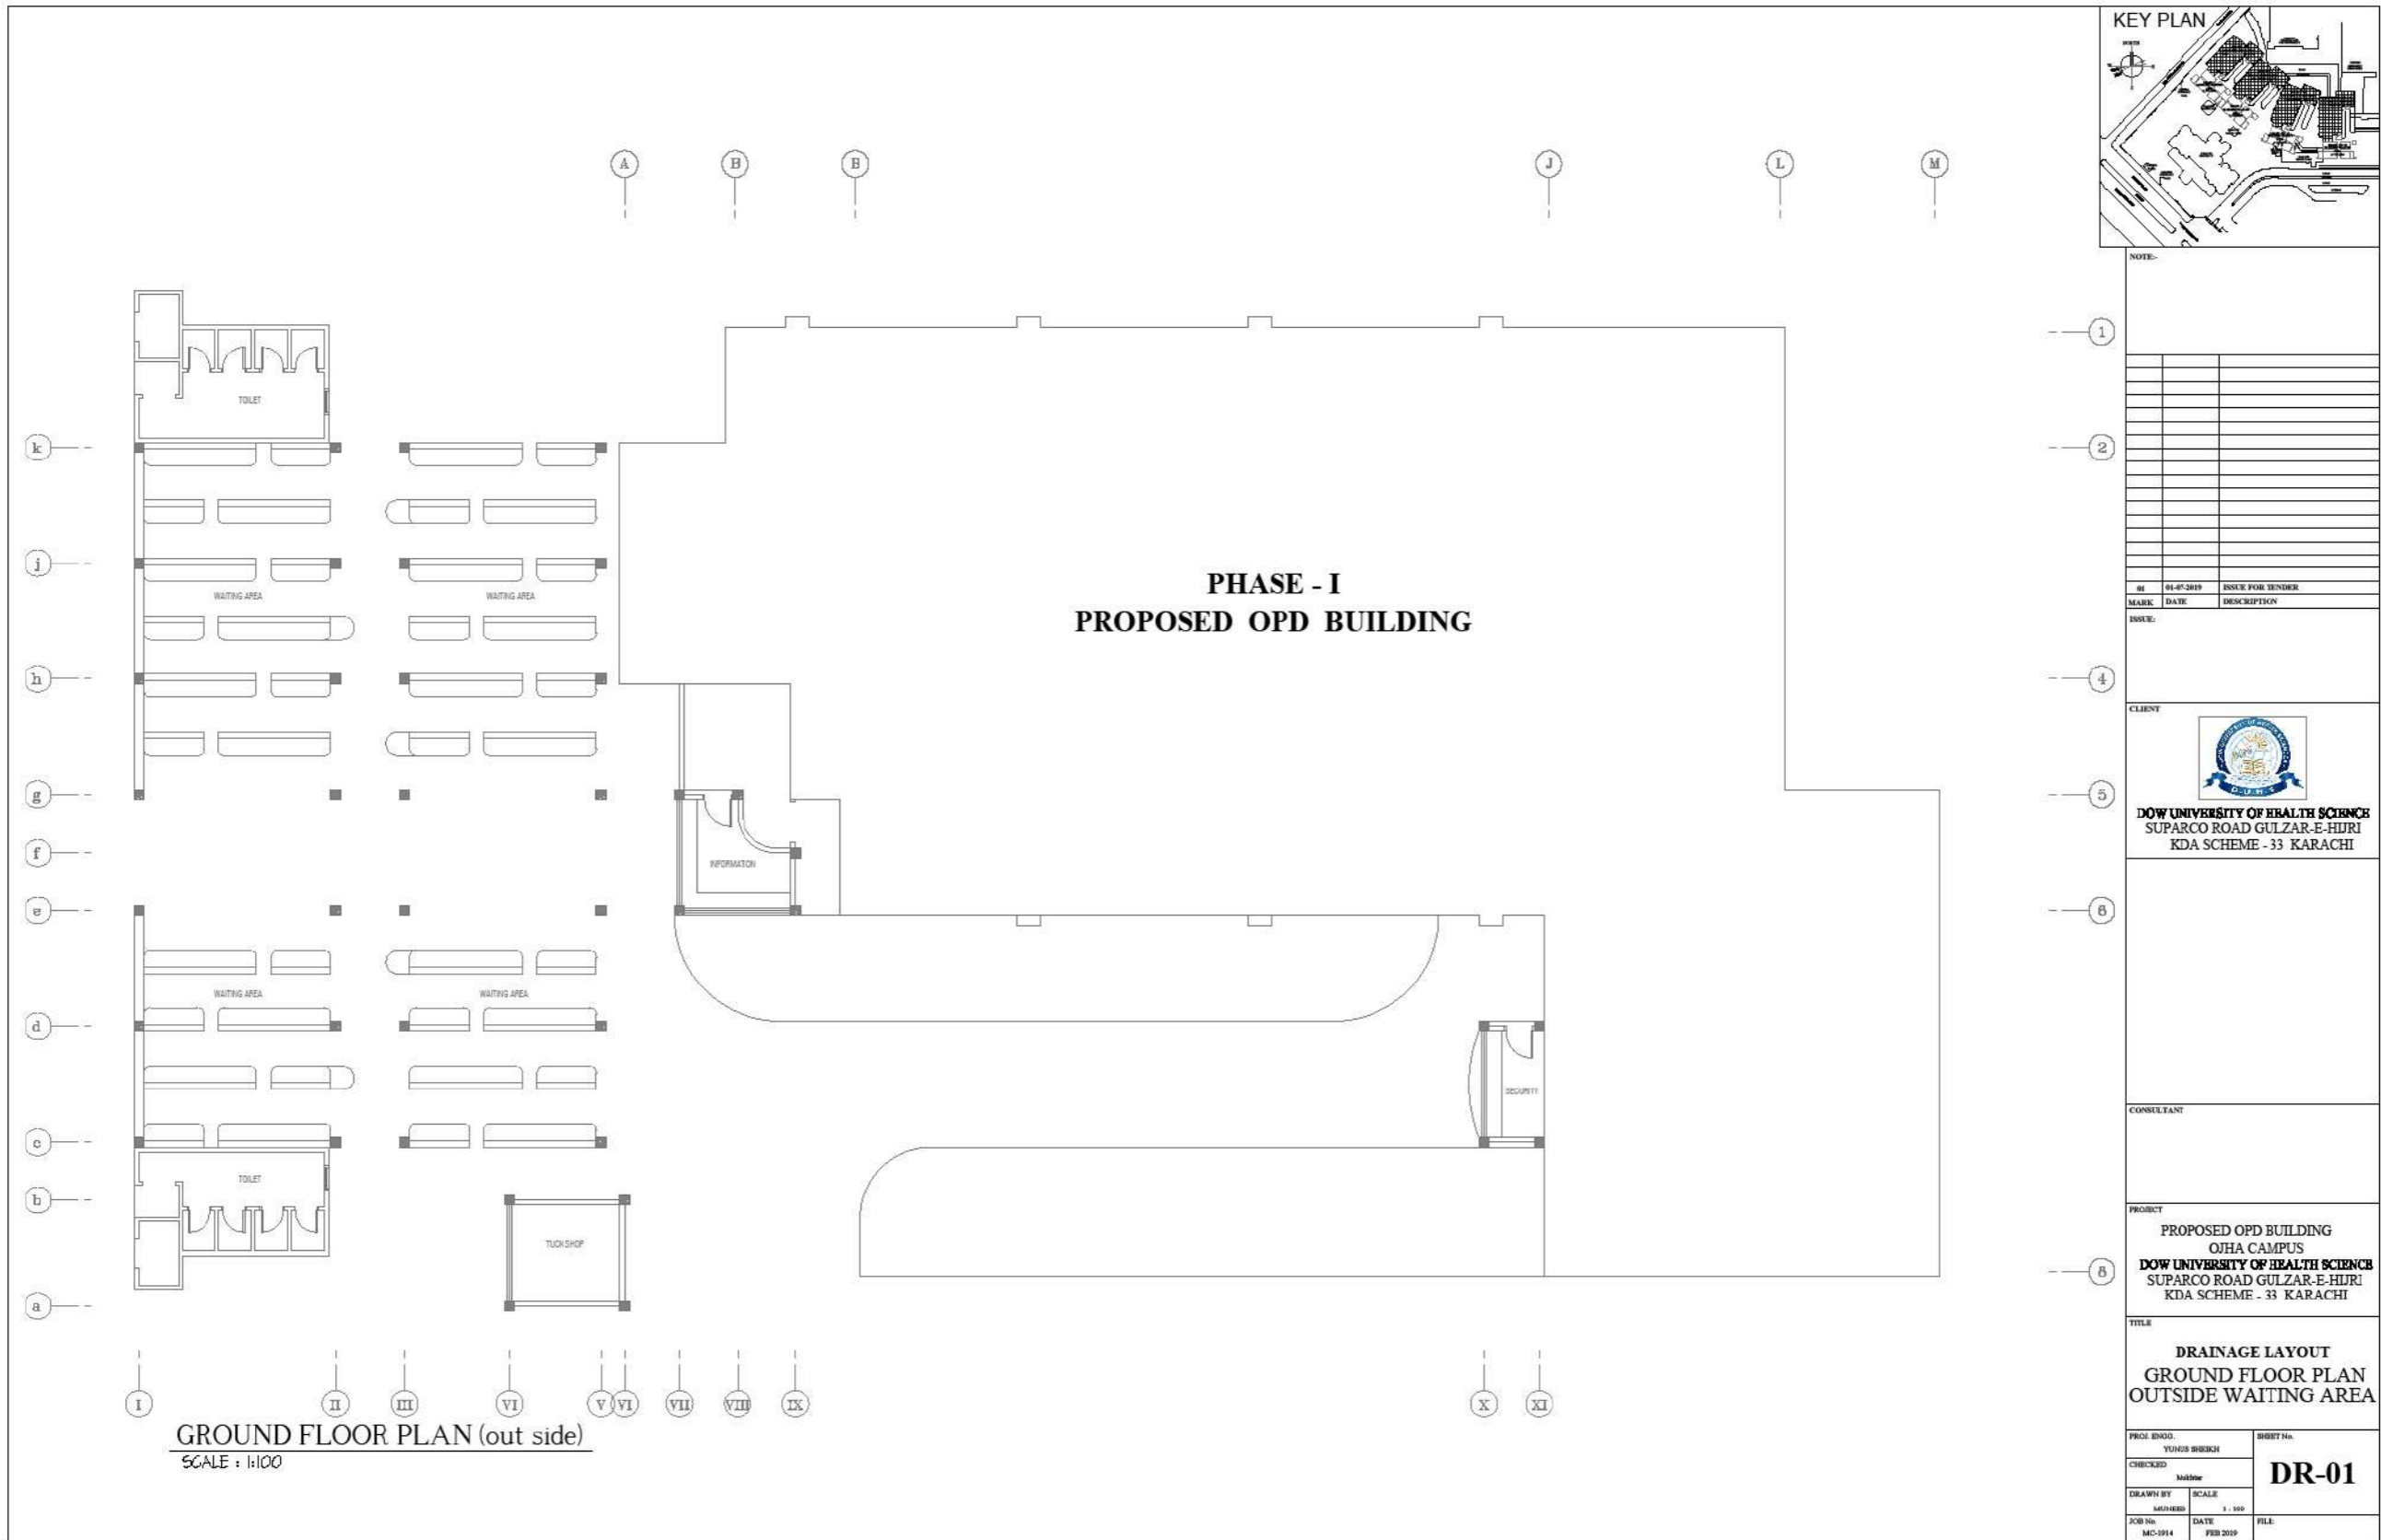 KEY PLAN
NORTH
A
B
B
J
L
M
NOTE:-
1
TOILET
k
2
j
WAITING AREA
WAITING AREA
PHASE - I
PROPOSED OPD BUILDING
01 01-07-2019 ISSUE FOR TENDER
MARK DATE DESCRIPTION
ISSUE:
h
4
CLIENT
D.U.H.S
DOW UNIVERSITY OF HEALTH SCIENCE
SUPARCO ROAD GULZAR-E-HIJRI
KDA SCHEME - 33 KARACHI
g
5
f
INFORMATION
e
6
WAITING AREA
WAITING AREA
d
SECURITY
CONSULTANT
c
TOILET
b
TUCK SHOP
PROJECT
PROPOSED OPD BUILDING
OJHA CAMPUS
DOW UNIVERSITY OF HEALTH SCIENCE
SUPARCO ROAD GULZAR-E-HIJRI
KDA SCHEME - 33 KARACHI
8
a
TITLE
DRAINAGE LAYOUT
GROUND FLOOR PLAN
OUTSIDE WAITING AREA
I
II
III
VI
V
VI
VII
VIII
IX
X
XI
GROUND FLOOR PLAN (out side)
SCALE : 1:100
PROJ. ENGG.
YUNUS SHEIKH
SHEET No.
DR-01
CHECKED
Mukhtar
DRAWN BY
MUNEED
SCALE
1 : 100
JOB No.
MC-1914
DATE
FEB 2019
FILE: